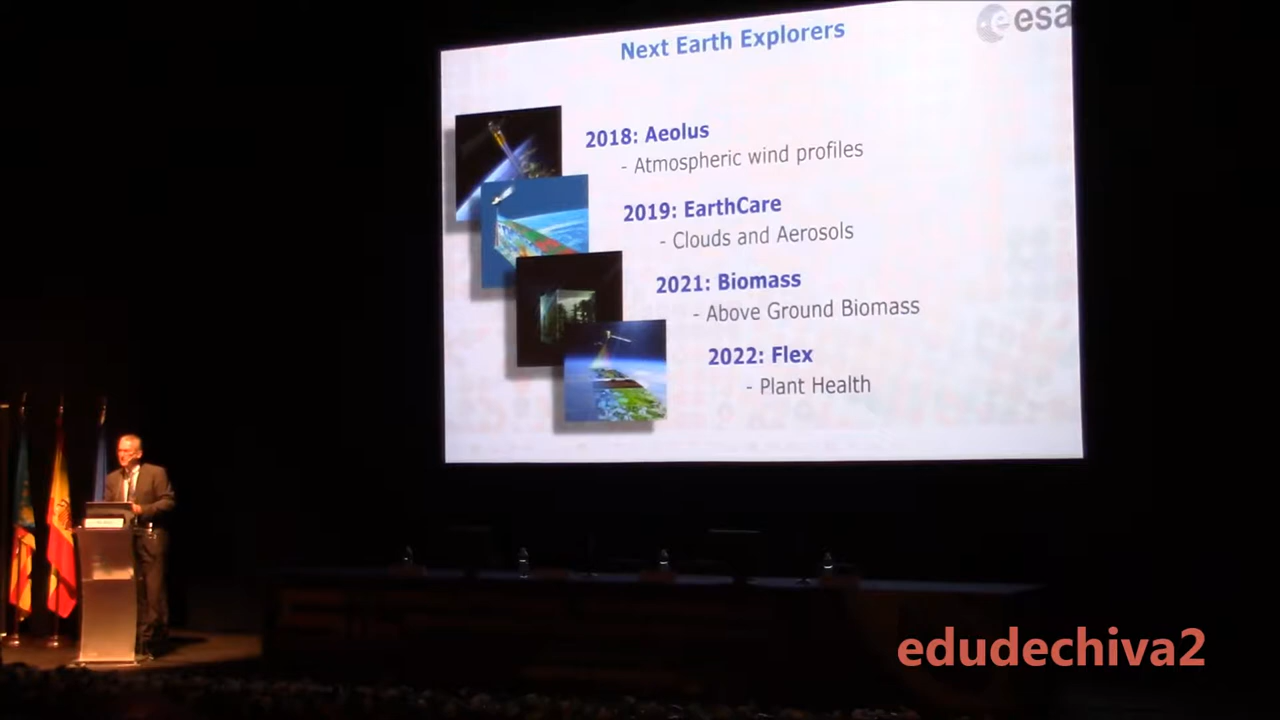 Next Earth Explorers
esa
2018: Aeolus
- Atmospheric wind profiles
2019: EarthCare
- Clouds and Aerosols
2021: Biomass
- Above Ground Biomass
2022: Flex
- Plant Health
edudechiva2